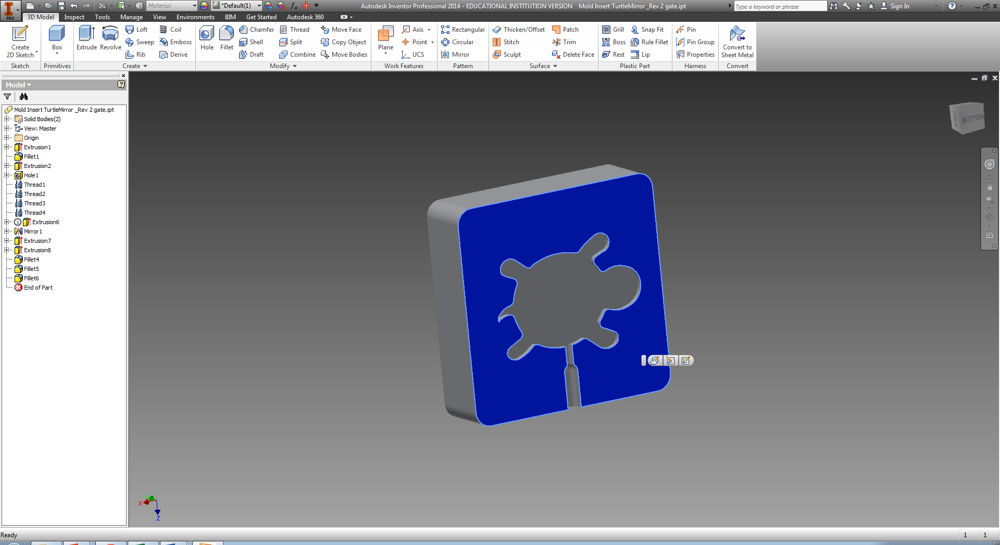 Material
*Default(1)
fx
Autodesk Inventor Professional 2014 - EDUCATIONAL INSTITUTION VERSION Mold Insert TurtleMirror _Rev 2 gate.ipt
Type a keyword or phrase
Sign In
PRO
3D Model Inspect Tools Manage View Environments BIM Get Started Autodesk 360
Create
2D Sketch
Sketch
Box
Primitives
Extrude Revolve
Loft Coil
Sweep Emboss
Rib Derive
Create
Hole Fillet
Chamfer Thread Move Face
Shell Split Copy Object
Draft Combine Move Bodies
Modify
Plane
Axis
Point
UCS
Work Features
Rectangular
Circular
Mirror
Pattern
Thicken/Offset Patch
Stitch Trim
Sculpt Delete Face
Surface
Grill Snap Fit
Boss Rule Fillet
Rest Lip
Plastic Part
Pin
Pin Group
Properties
Harness
Convert to
Sheet Metal
Convert
Model
Mold Insert TurtleMirror _Rev 2 gate.ipt
Solid Bodies(2)
View: Master
Origin
Extrusion1
Fillet1
Extrusion2
Hole1
Thread1
Thread2
Thread3
Thread4
Extrusion6
Mirror1
Extrusion7
Extrusion8
Fillet4
Fillet5
Fillet6
End of Part
BOTTOM
X
Z
Ready
1 1